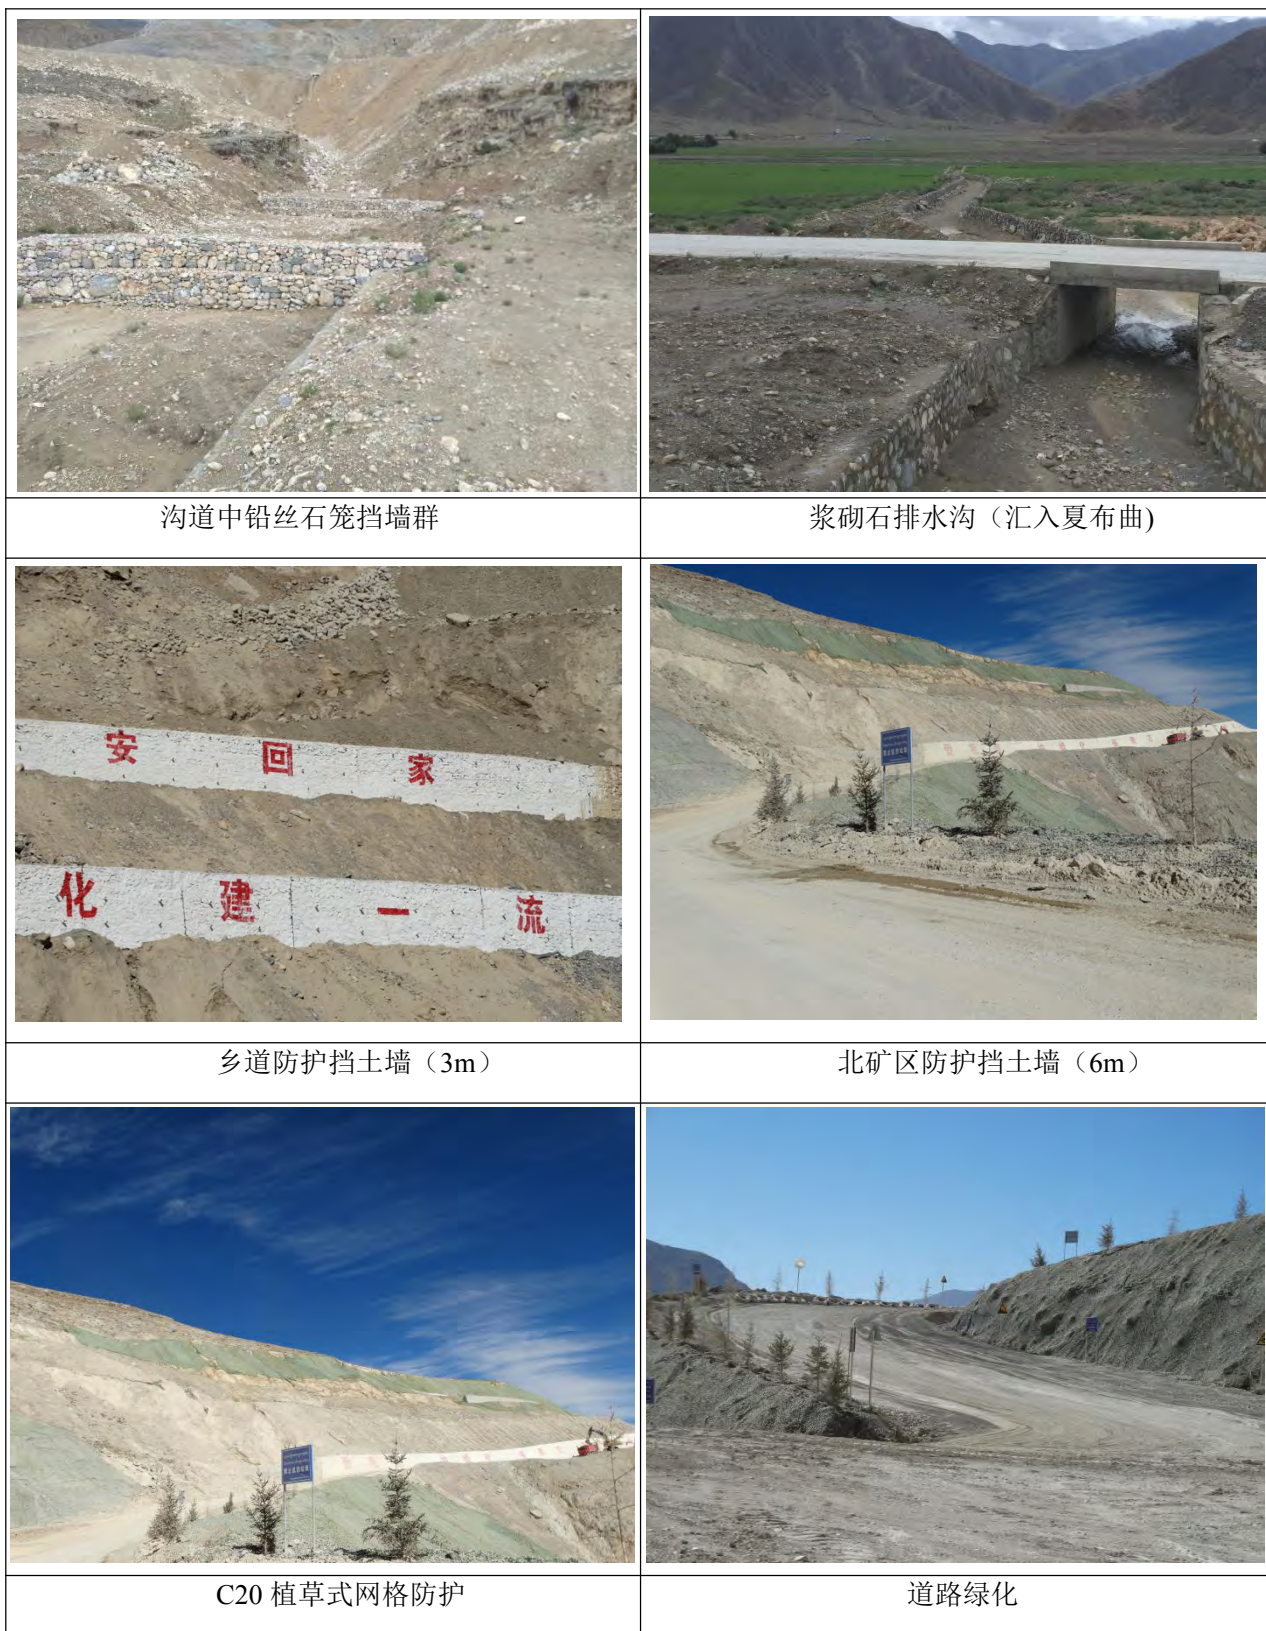 沟道中铅丝石笼挡墙群
浆砌石排水沟（汇入夏布曲)
安回家
化建一流
乡道防护挡土墙（3m）
北矿区防护挡土墙（6m）
C20 植草式网格防护
道路绿化